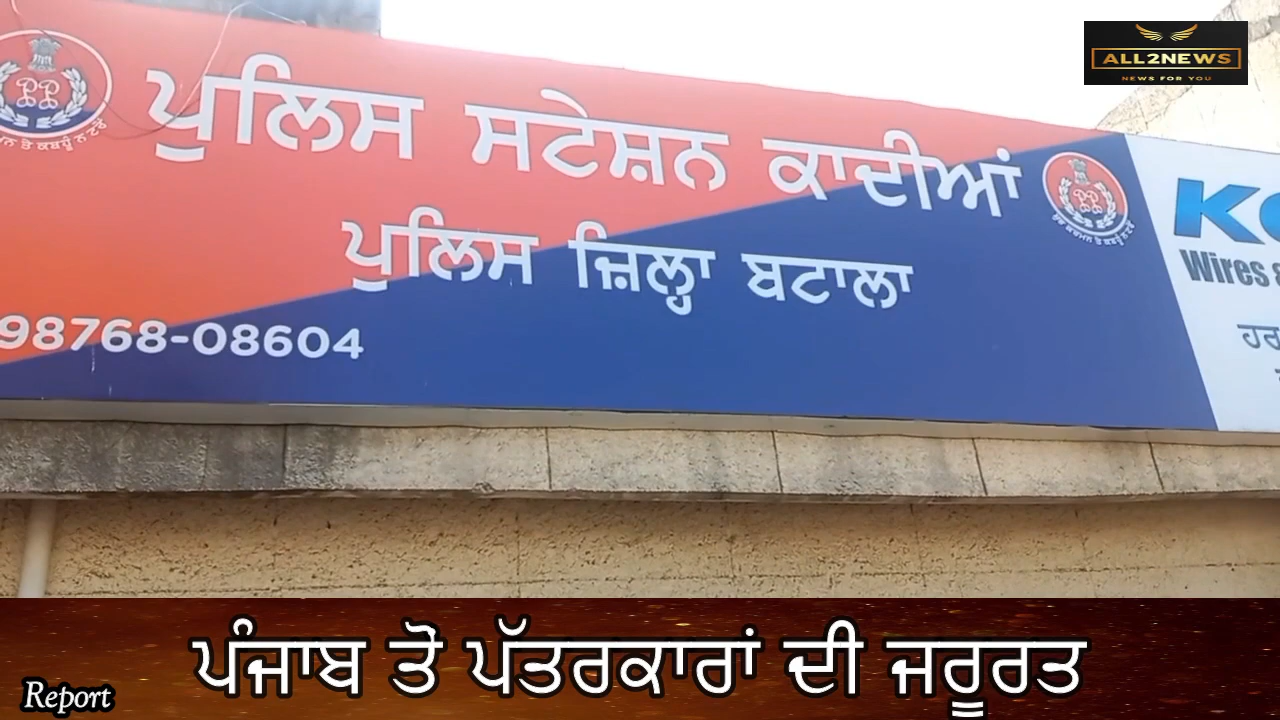 ALL2NEWS
NEWS FOR YOU
ਪੁਲਿਸ ਸਟੇਸ਼ਨ ਕਾਦੀਆਂ
ਪੁਲਿਸ ਜ਼ਿਲ੍ਹਾ ਬਟਾਲਾ
98768-08604
Wires
ਪੰਜਾਬ ਤੋ ਪੱਤਰਕਾਰਾਂ ਦੀ ਜਰੂਰਤ
Report